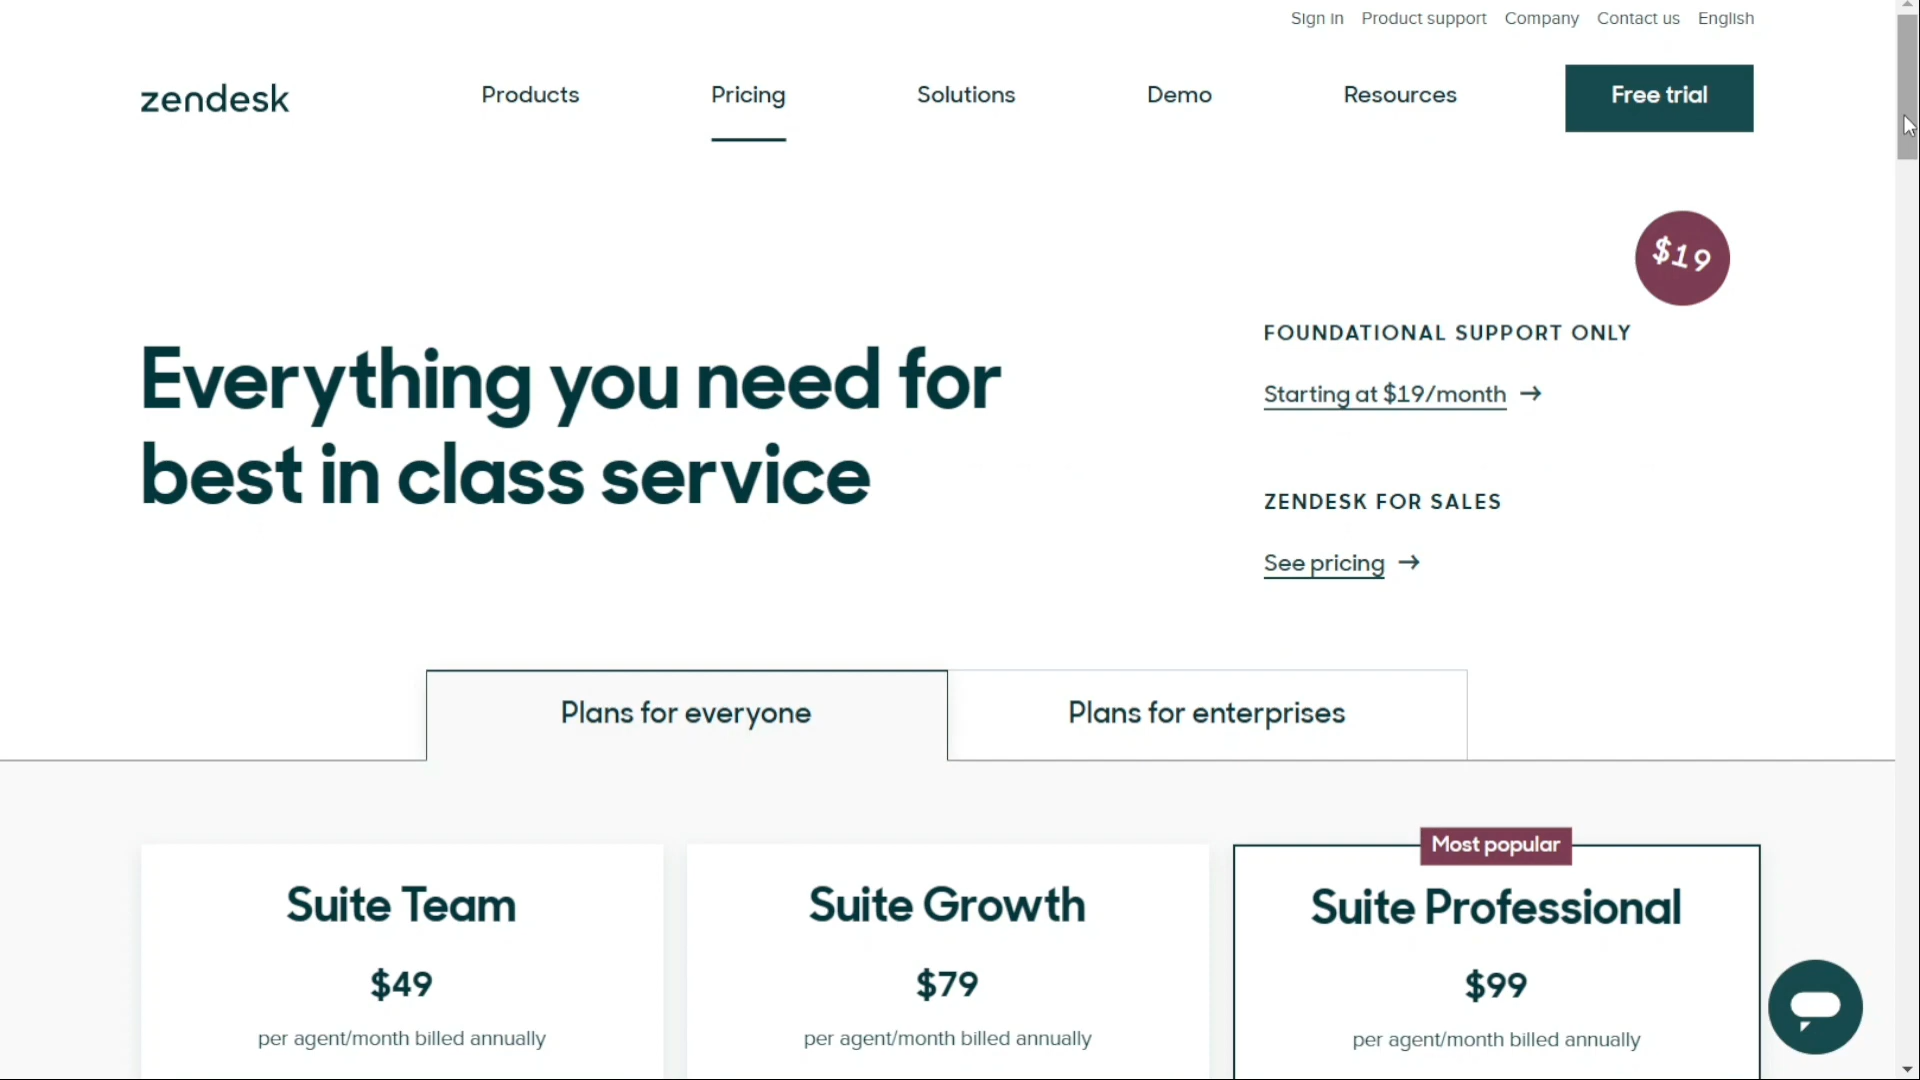 Sign in Product support Company Contact us English
zendesk Products Pricing Solutions Demo Resources Free trial
$19
FOUNDATIONAL SUPPORT ONLY
Starting at $19/month →
Everything you need for
best in class service
ZENDESK FOR SALES
See pricing →
Plans for everyone Plans for enterprises
Most popular
Suite Team Suite Growth Suite Professional
$49 $79 $99
per agent/month billed annually per agent/month billed annually per agent/month billed annually